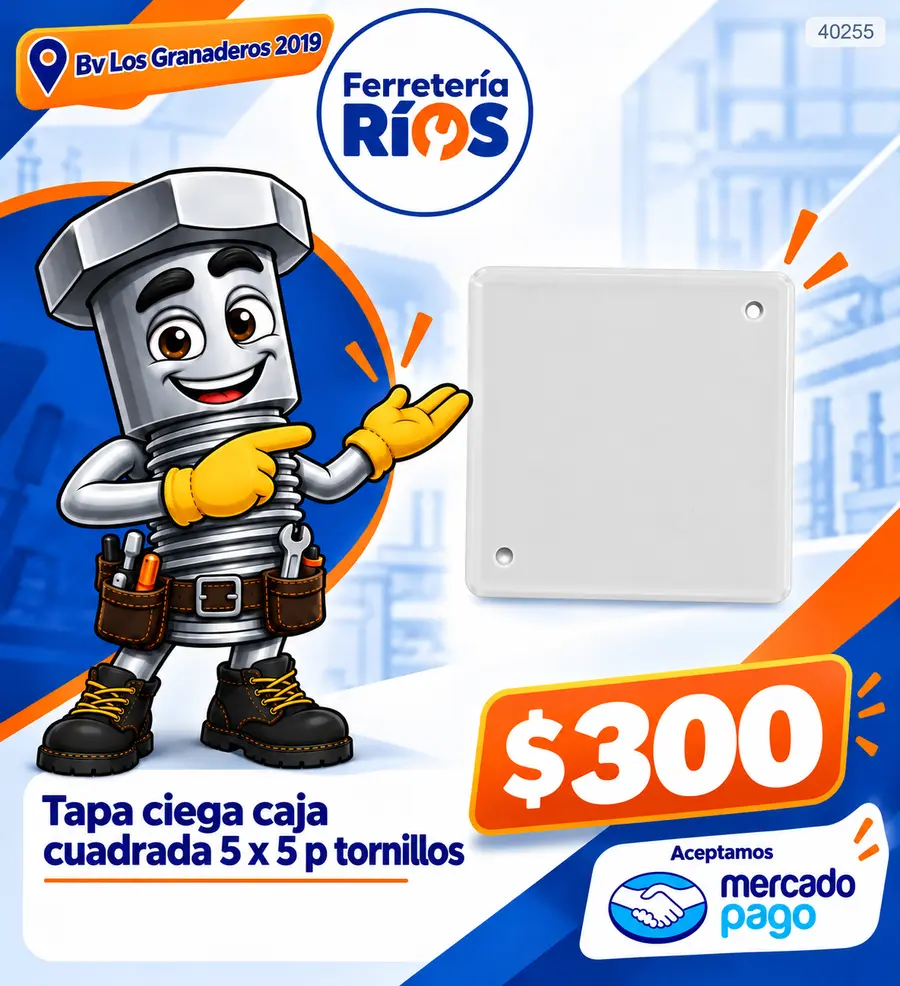 Bv Los Granaderos 2019
Ferretería
Ríos
40255
$300
Tapa ciega caja
cuadrada 5 x 5 p tornillos
Aceptamos
mercado
pago